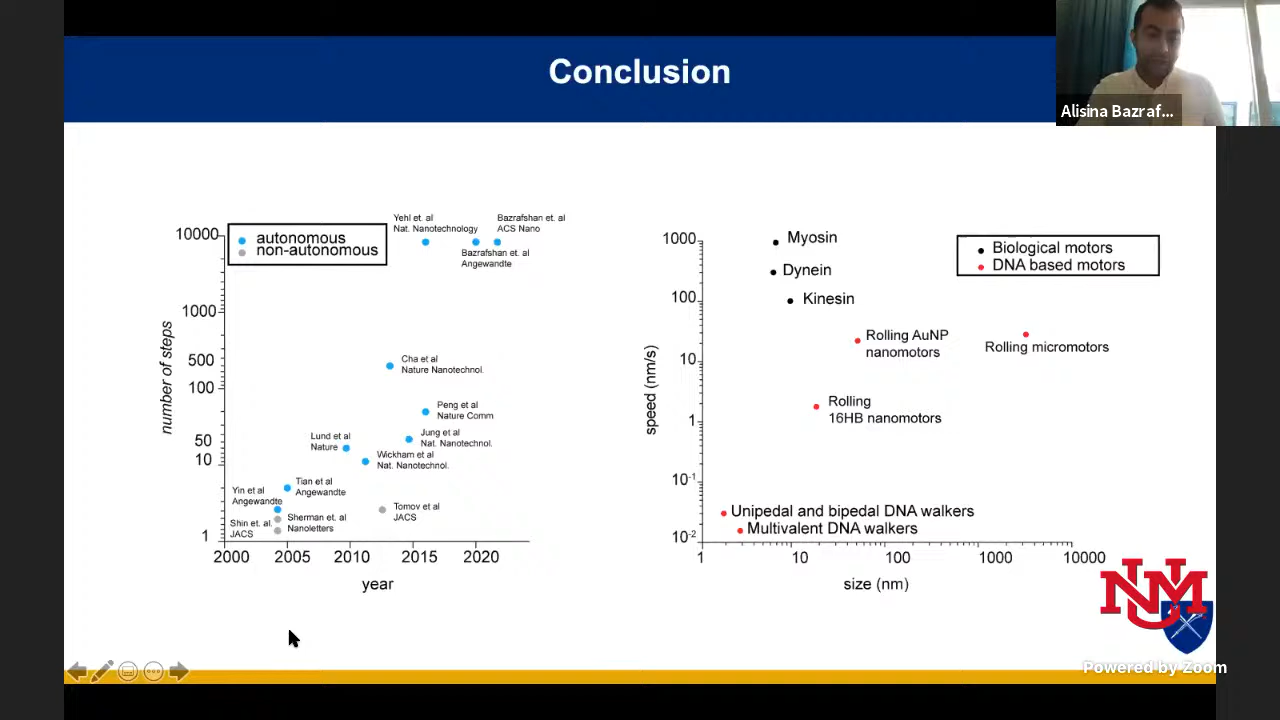 Conclusion
Alisina Bazraf...
autonomous
non-autonomous
Yehl et. al
Nat. Nanotechnology
Bazrafshan et. al
ACS Nano
Bazrafshan et. al
Angewandte
Cha et al
Nature Nanotechnol.
Peng et al
Nature Comm
Jung et al
Nat. Nanotechnol.
Lund et al
Nature
Wickham et al
Nat. Nanotechnol.
Tian et al
Angewandte
Yin et al
Angewandte
Sherman et. al
Nanoletters
Shin et. al.
JACS
Tomov et al
JACS
number of steps
10000
1000
500
100
50
10
1
2000 2005 2010 2015 2020
year
Biological motors
DNA based motors
Myosin
Dynein
Kinesin
Rolling AuNP
nanomotors
Rolling micromotors
Rolling
16HB nanomotors
Unipedal and bipedal DNA walkers
Multivalent DNA walkers
speed (nm/s)
1000
100
10
1
10-1
10-2
1 10 100 1000 10000
size (nm)
UNM
Powered by Zoom